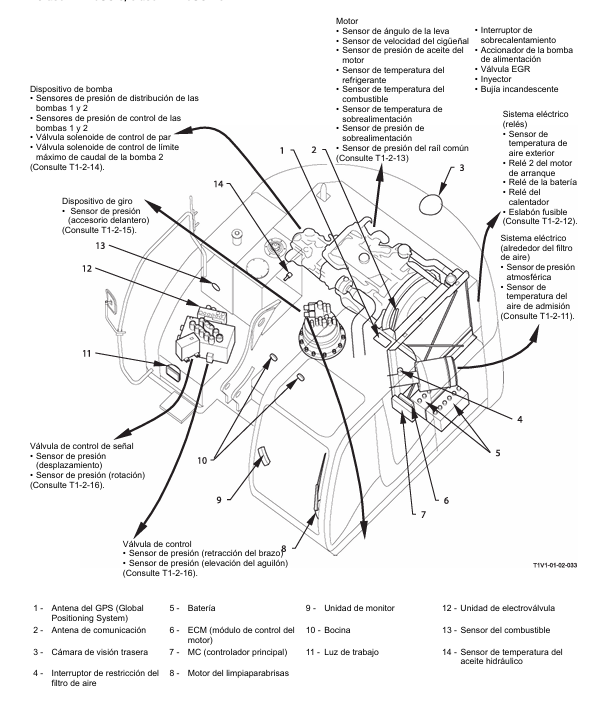 Motor
• Sensor de ángulo de la leva
• Sensor de velocidad del cigüeñal
• Sensor de presión de aceite del
motor
• Sensor de temperatura del
refrigerante
• Sensor de temperatura del
combustible
• Sensor de temperatura de
sobrealimentación
• Sensor de presión de
sobrealimentación
• Sensor de presión del raíl común
(Consulte T1-2-13)
• Interruptor de
sobrecalentamiento
• Accionador de la bomba
de alimentación
• Válvula EGR
• Inyector
• Bujía incandescente
Dispositivo de bomba
• Sensores de presión de distribución de las
bombas 1 y 2
• Sensores de presión de control de las
bombas 1 y 2
• Válvula solenoide de control de par
• Válvula solenoide de control de límite
máximo de caudal de la bomba 2
(Consulte T1-2-14).
Sistema eléctrico
(relés)
• Sensor de
temperatura de
aire exterior
• Relé 2 del motor
de arranque
• Relé de la batería
• Relé del
calentador
• Eslabón fusible
(Consulte T1-2-12).
Dispositivo de giro
• Sensor de presión
(accesorio delantero)
(Consulte T1-2-15).
Sistema eléctrico
(alrededor del filtro
de aire)
• Sensor de presión
atmosférica
• Sensor de
temperatura del
aire de admisión
(Consulte T1-2-11).
1
2
3
14
13
12
11
10
9
8
7
6
5
4
Válvula de control de señal
• Sensor de presión
(desplazamiento)
• Sensor de presión (rotación)
(Consulte T1-2-16).
Válvula de control
• Sensor de presión (retracción del brazo)
• Sensor de presión (elevación del aguilón)
(Consulte T1-2-16).
T1V1-01-02-033
1 - Antena del GPS (Global
Positioning System)
2 - Antena de comunicación
3 - Cámara de visión trasera
4 - Interruptor de restricción del
filtro de aire
5 - Batería
6 - ECM (módulo de control del
motor)
7 - MC (controlador principal)
8 - Motor del limpiaparabrisas
9 - Unidad de monitor
10 - Bocina
11 - Luz de trabajo
12 - Unidad de electroválvula
13 - Sensor del combustible
14 - Sensor de temperatura del
aceite hidráulico